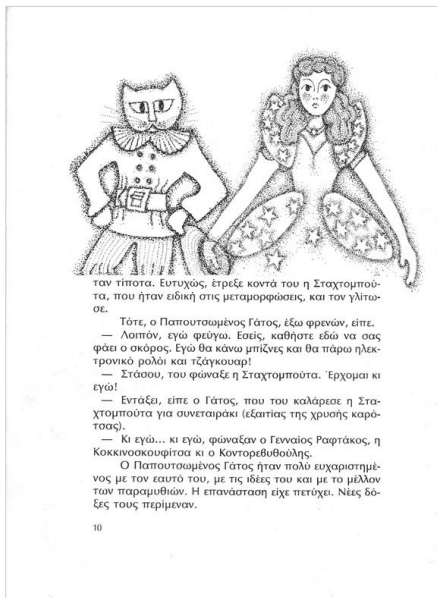 ταν τίποτα. Ευτυχώς, έτρεξε κοντά του η Σταχτομπού-
τα, που ήταν ειδική στις μεταμορφώσεις, και τον γλίτω-
σε.
Τότε, ο Παπουτσωμένος Γάτος, έξω φρενών, είπε.
— Λοιπόν, εγώ φεύγω. Εσείς, καθήστε εδώ να σας
φάει ο σκόρος. Εγώ θα κάνω μπίζνες και θα πάρω ηλεκ-
τρονικό ρολόι και τζάγκουαρ!
— Στάσου, του φώναξε η Σταχτομπούτα. Έρχομαι κι
εγώ!
— Εντάξει, είπε ο Γάτος, που του καλάρεσε η Στα-
χτομπούτα για συνεταιράκι (εξαιτίας της χρυσής καρό-
τσας).
— Κι εγώ... κι εγώ, φώναξαν ο Γενναίος Ραφτάκος, η
Κοκκινοσκουφίτσα κι ο Κοντορεβυθούλης.
Ο Παπουτσωμένος Γάτος ήταν πολύ ευχαριστημέ-
νος με τον εαυτό του, με τις ιδέες του και με το μέλλον
των παραμυθιών. Η επανάσταση είχε πετύχει. Νέες δό-
ξες τους περίμεναν.
10